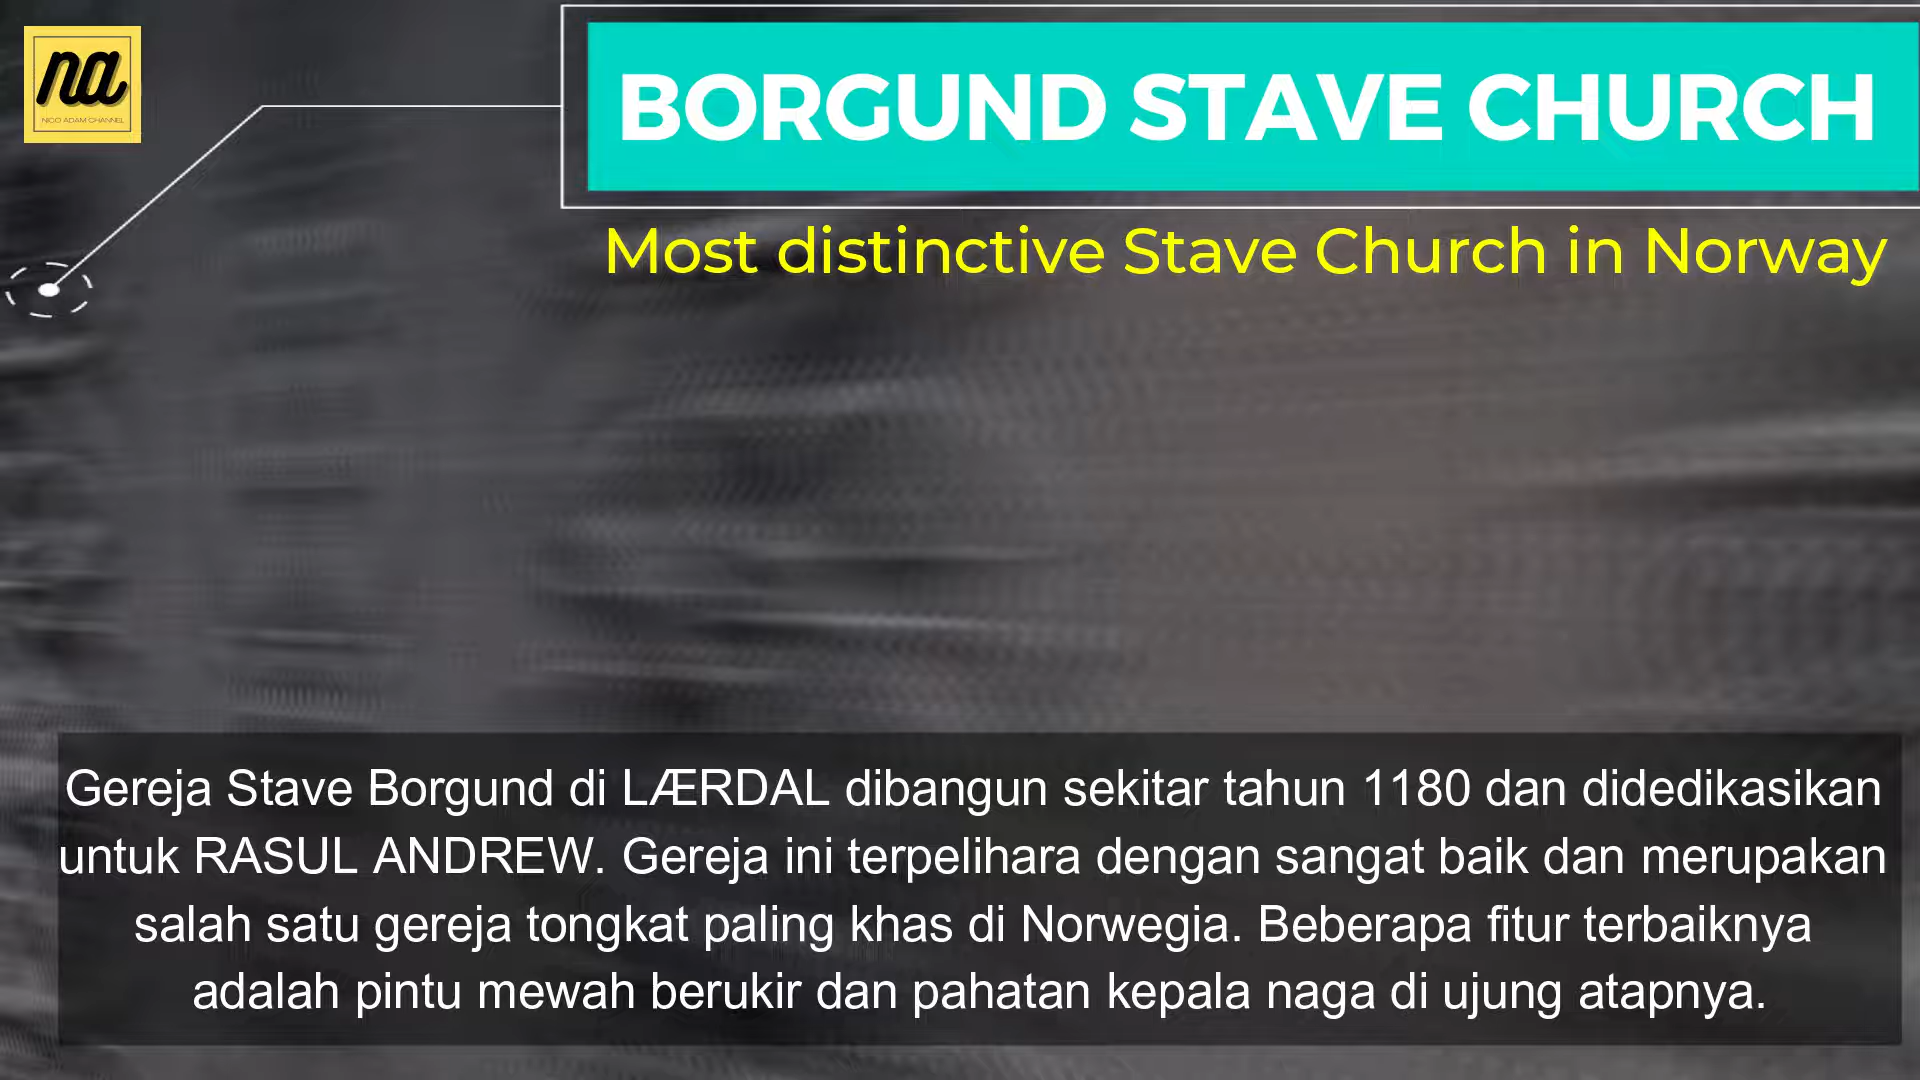 na
NICO ADAM CHANNEL
BORGUND STAVE CHURCH
Most distinctive Stave Church in Norway
Gereja Stave Borgund di LÆRDAL dibangun sekitar tahun 1180 dan didedikasikan
untuk RASUL ANDREW. Gereja ini terpelihara dengan sangat baik dan merupakan
salah satu gereja tongkat paling khas di Norwegia. Beberapa fitur terbaiknya
adalah pintu mewah berukir dan pahatan kepala naga di ujung atapnya.